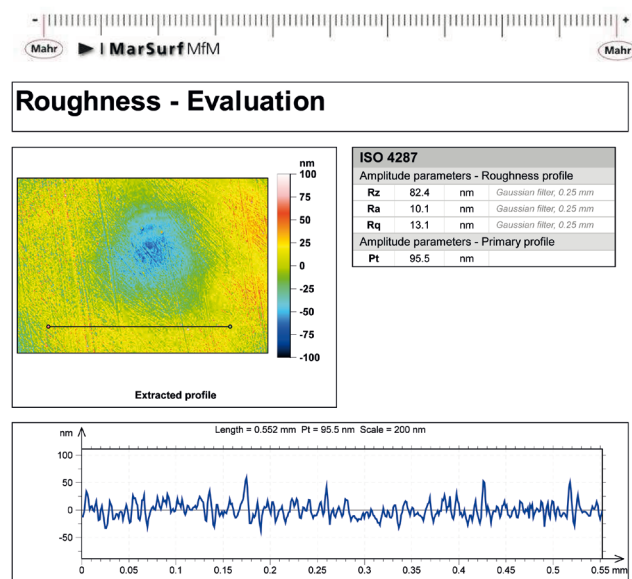 - +
Mahr MarSurf MfM Mahr
Roughness - Evaluation
nm
100
75
50
25
0
-25
-50
-75
-100
Extracted profile
ISO 4287
Amplitude parameters - Roughness profile
Rz 82.4 nm Gaussian filter, 0.25 mm
Ra 10.1 nm Gaussian filter, 0.25 mm
Rq 13.1 nm Gaussian filter, 0.25 mm
Amplitude parameters - Primary profile
Pt 95.5 nm
Length = 0.552 mm Pt = 95.5 nm Scale = 200 nm
nm
100
50
0
-50
0 0.05 0.1 0.15 0.2 0.25 0.3 0.35 0.4 0.45 0.5 0.55 mm